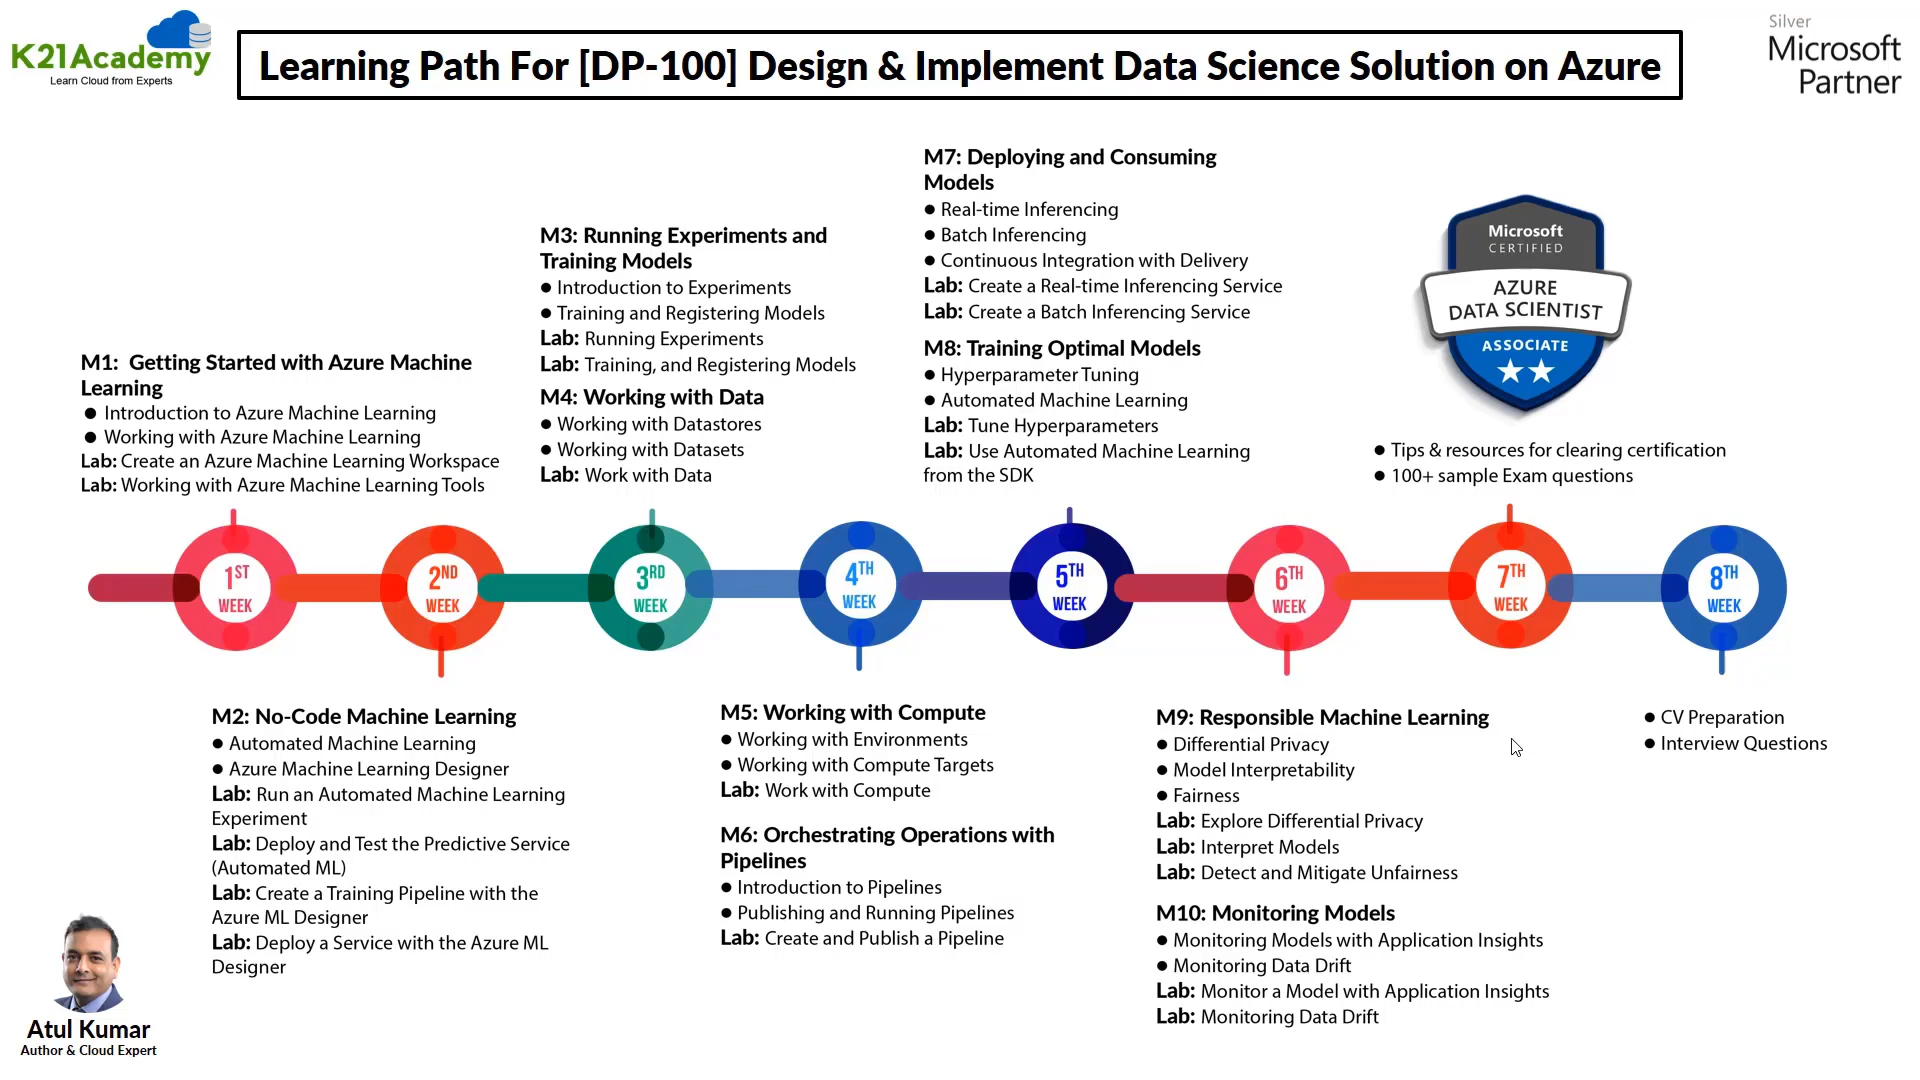 K21Academy
Learn Cloud from Experts
Learning Path For [DP-100] Design & Implement Data Science Solution on Azure
Silver
Microsoft
Partner
M1:  Getting Started with Azure Machine
Learning
● Introduction to Azure Machine Learning
● Working with Azure Machine Learning
Lab: Create an Azure Machine Learning Workspace
Lab: Working with Azure Machine Learning Tools
M3: Running Experiments and
Training Models
● Introduction to Experiments
● Training and Registering Models
Lab: Running Experiments
Lab: Training, and Registering Models
M4: Working with Data
● Working with Datastores
● Working with Datasets
Lab: Work with Data
M7: Deploying and Consuming
Models
● Real-time Inferencing
● Batch Inferencing
● Continuous Integration with Delivery
Lab: Create a Real-time Inferencing Service
Lab: Create a Batch Inferencing Service
M8: Training Optimal Models
● Hyperparameter Tuning
● Automated Machine Learning
Lab: Tune Hyperparameters
Lab: Use Automated Machine Learning
from the SDK
Microsoft
CERTIFIED
AZURE
DATA SCIENTIST
ASSOCIATE
● Tips & resources for clearing certification
● 100+ sample Exam questions
1ST
WEEK
2ND
WEEK
3RD
WEEK
4TH
WEEK
5TH
WEEK
6TH
WEEK
7TH
WEEK
8TH
WEEK
M2: No-Code Machine Learning
● Automated Machine Learning
● Azure Machine Learning Designer
Lab: Run an Automated Machine Learning
Experiment
Lab: Deploy and Test the Predictive Service
(Automated ML)
Lab: Create a Training Pipeline with the
Azure ML Designer
Lab: Deploy a Service with the Azure ML
Designer
M5: Working with Compute
● Working with Environments
● Working with Compute Targets
Lab: Work with Compute
M6: Orchestrating Operations with
Pipelines
● Introduction to Pipelines
● Publishing and Running Pipelines
Lab: Create and Publish a Pipeline
M9: Responsible Machine Learning
● Differential Privacy
● Model Interpretability
● Fairness
Lab: Explore Differential Privacy
Lab: Interpret Models
Lab: Detect and Mitigate Unfairness
M10: Monitoring Models
● Monitoring Models with Application Insights
● Monitoring Data Drift
Lab: Monitor a Model with Application Insights
Lab: Monitoring Data Drift
● CV Preparation
● Interview Questions
Atul Kumar
Author & Cloud Expert